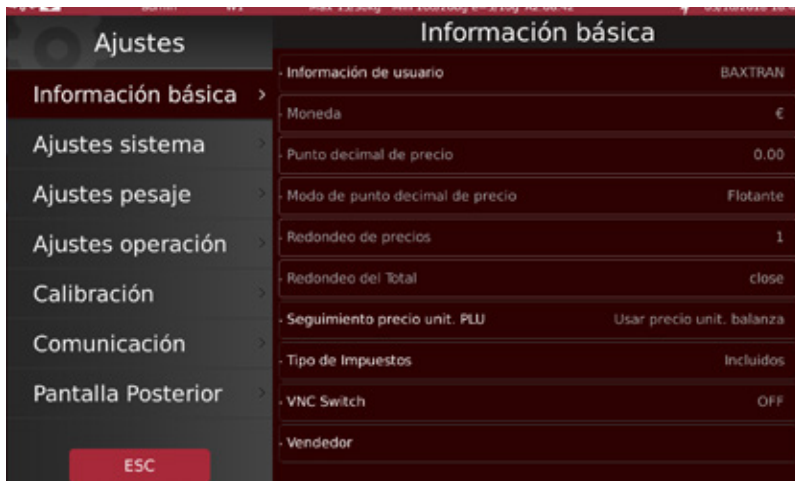 Ajustes
Información básica
Ajustes sistema
Ajustes pesaje
Ajustes operación
Calibración
Comunicación
Pantalla Posterior
ESC
Información básica
- Información de usuario BAXTRAN
- Moneda €
- Punto decimal de precio 0.00
- Modo de punto decimal de precio Flotante
- Redondeo de precios 1
- Redondeo del Total close
- Seguimiento precio unit. PLU Usar precio unit. balanza
- Tipo de Impuestos Incluidos
- VNC Switch OFF
- Vendedor